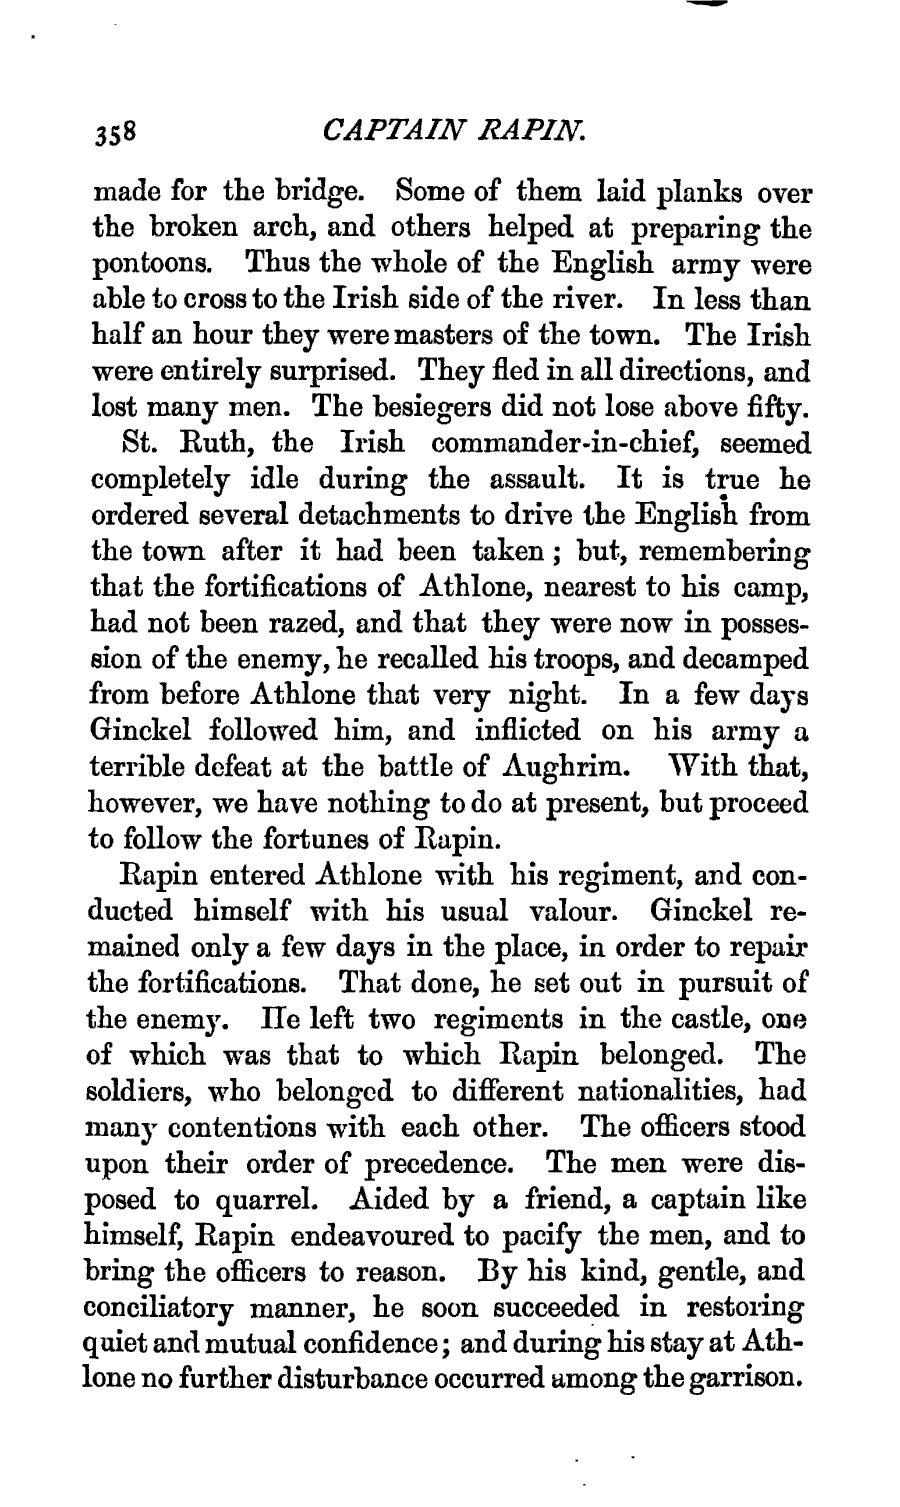 358 CAPTAIN RAPIN.
made for the bridge. Some of them laid planks over
the broken arch, and others helped at preparing the
pontoons. Thus the whole of the English army were
able to cross to the Irish side of the river. In less than
half an hour they were masters of the town. The Irish
were entirely surprised. They fled in all directions, and
lost many men. The besiegers did not lose above fifty.
St. Ruth, the Irish commander-in-chief, seemed
completely idle during the assault. It is true he
ordered several detachments to drive the English from
the town after it had been taken; but, remembering
that the fortifications of Athlone, nearest to his camp,
had not been razed, and that they were now in posses-
sion of the enemy, he recalled his troops, and decamped
from before Athlone that very night. In a few days
Ginckel followed him, and inflicted on his army a
terrible defeat at the battle of Aughrim. With that,
however, we have nothing to do at present, but proceed
to follow the fortunes of Rapin.
Rapin entered Athlone with his regiment, and con-
ducted himself with his usual valour. Ginckel re-
mained only a few days in the place, in order to repair
the fortifications. That done, he set out in pursuit of
the enemy. He left two regiments in the castle, one
of which was that to which Rapin belonged. The
soldiers, who belonged to different nationalities, had
many contentions with each other. The officers stood
upon their order of precedence. The men were dis-
posed to quarrel. Aided by a friend, a captain like
himself, Rapin endeavoured to pacify the men, and to
bring the officers to reason. By his kind, gentle, and
conciliatory manner, he soon succeeded in restoring
quiet and mutual confidence; and during his stay at Ath-
lone no further disturbance occurred among the garrison.